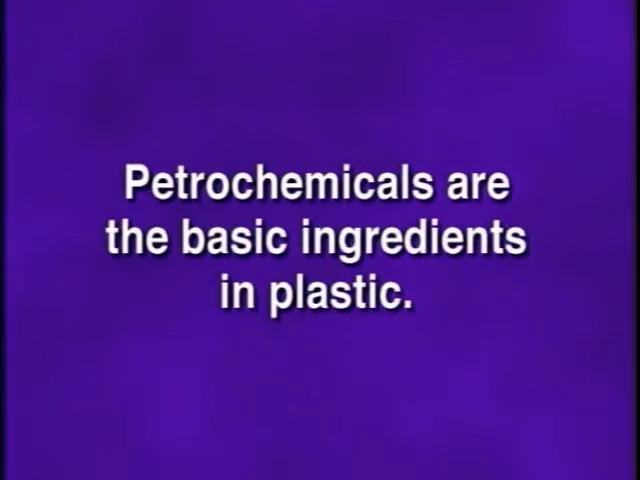 Petrochemicals are
the basic ingredients
in plastic.